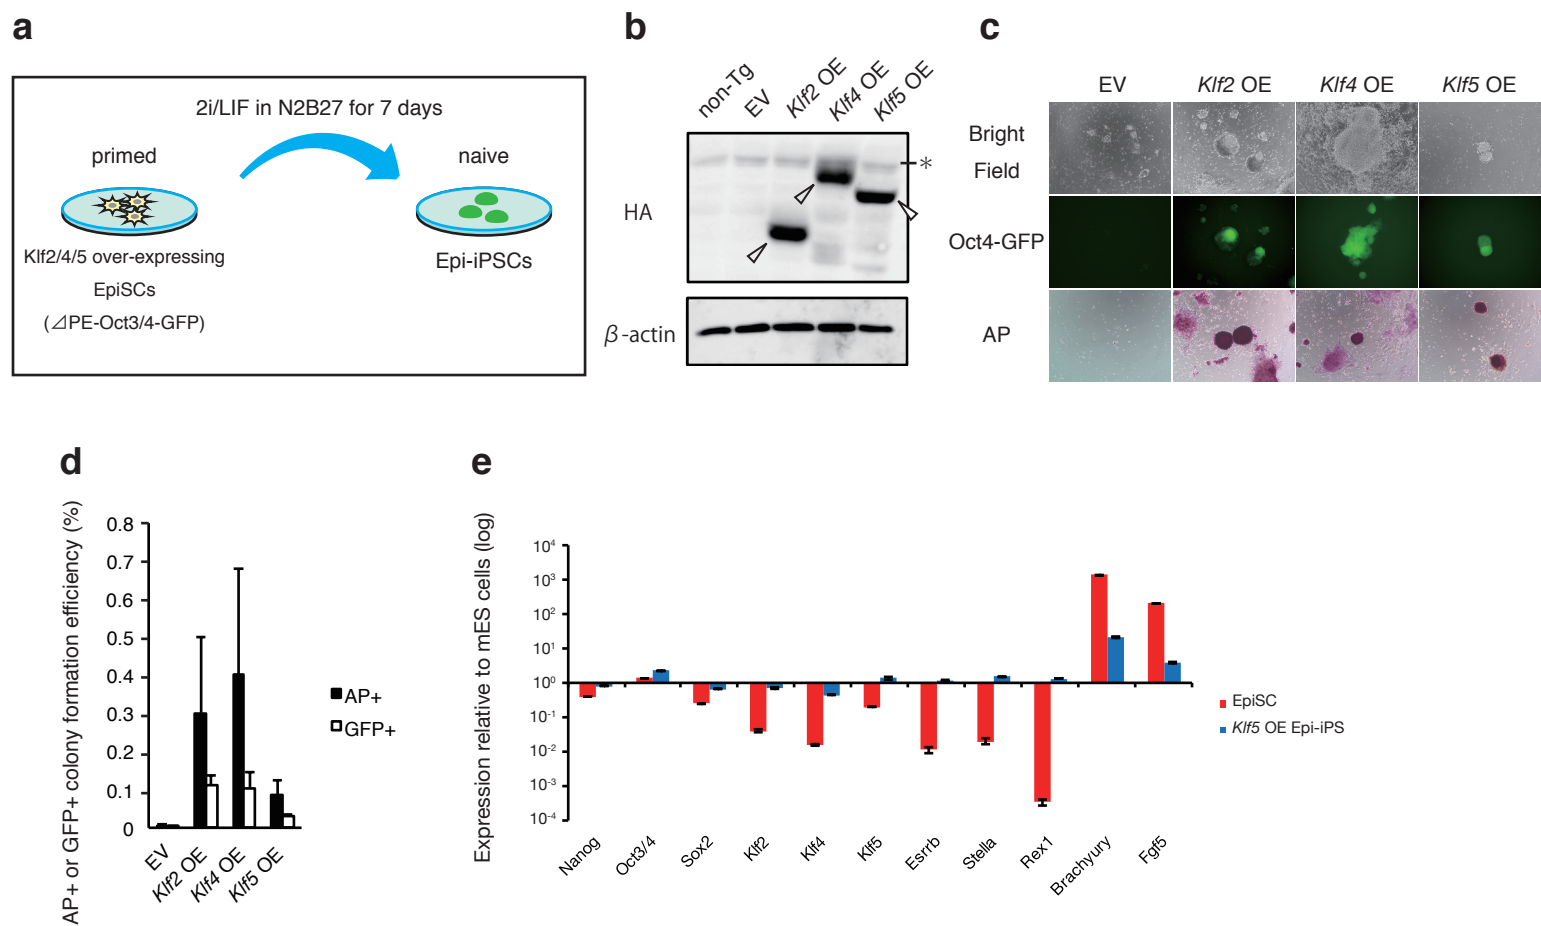 a
2i/LIF in N2B27 for 7 days
primed
naive
Klf2/4/5 over-expressing
EpiSCs
(⊿PE-Oct3/4-GFP)
Epi-iPSCs
b
non-Tg
EV
Klf2 OE
Klf4 OE
Klf5 OE
*
HA
β-actin
c
EV
Klf2 OE
Klf4 OE
Klf5 OE
Bright
Field
Oct4-GFP
AP
d
AP+ or GFP+ colony formation efficiency (%)
0.8
0.7
0.6
0.5
0.4
0.3
0.2
0.1
0
EV
Klf2 OE
Klf4 OE
Klf5 OE
AP+
GFP+
e
Expression relative to mES cells (log)
10⁴
10³
10²
10¹
10⁰
10⁻¹
10⁻²
10⁻³
10⁻⁴
Nanog
Oct3/4
Sox2
Klf2
Klf4
Klf5
Esrrb
Stella
Rex1
Brachyury
Fgf5
EpiSC
Klf5 OE Epi-iPS